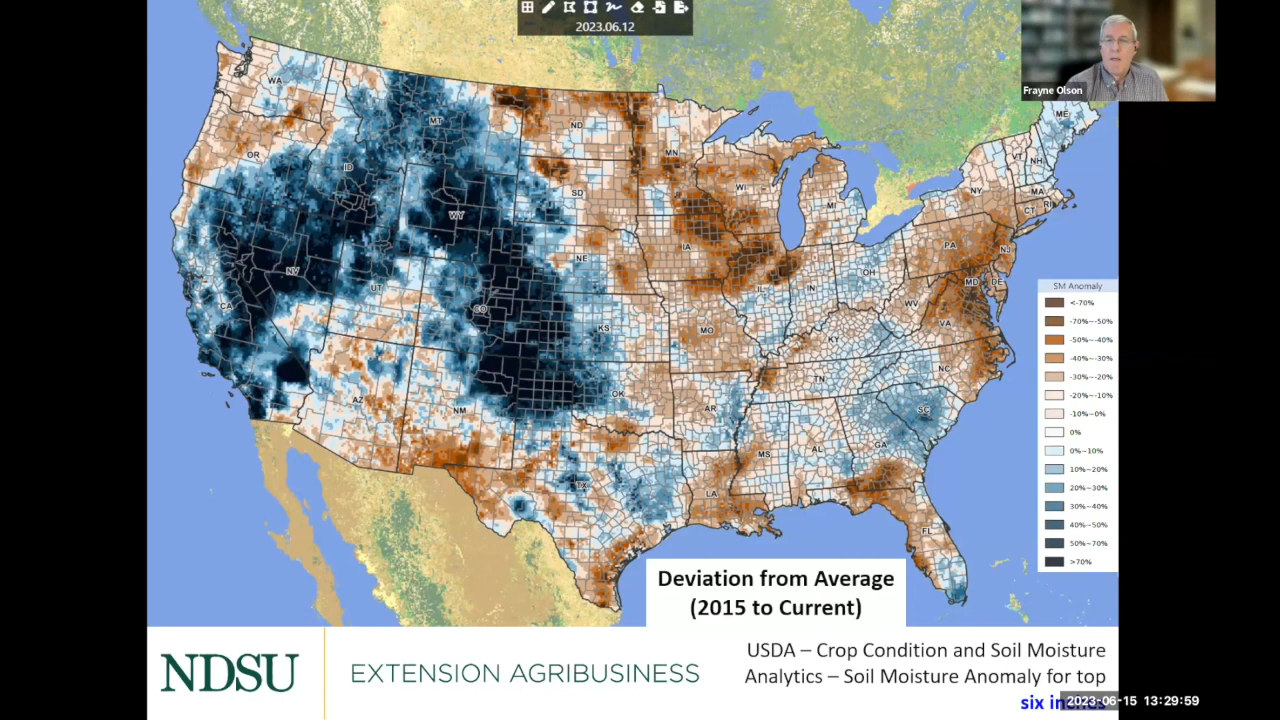 2023.06.12
Frayne Olson
WA
MT
ND
MN
ME
OR
ID
SD
WI
MI
VT
NH
NY
MA
CT
RI
WY
IA
PA
NJ
NV
UT
NE
IL
IN
OH
MD
DE
CA
CO
KS
MO
WV
VA
KY
AZ
NM
OK
AR
TN
NC
SC
TX
LA
MS
AL
GA
FL
SM Anomaly
<-70%
-70%~-50%
-50%~-40%
-40%~-30%
-30%~-20%
-20%~-10%
-10%~0%
0%
0%~10%
10%~20%
20%~30%
30%~40%
40%~50%
50%~70%
>70%
Deviation from Average
(2015 to Current)
NDSU
EXTENSION AGRIBUSINESS
USDA – Crop Condition and Soil Moisture
Analytics – Soil Moisture Anomaly for top
six inches
2023-06-15 13:29:59